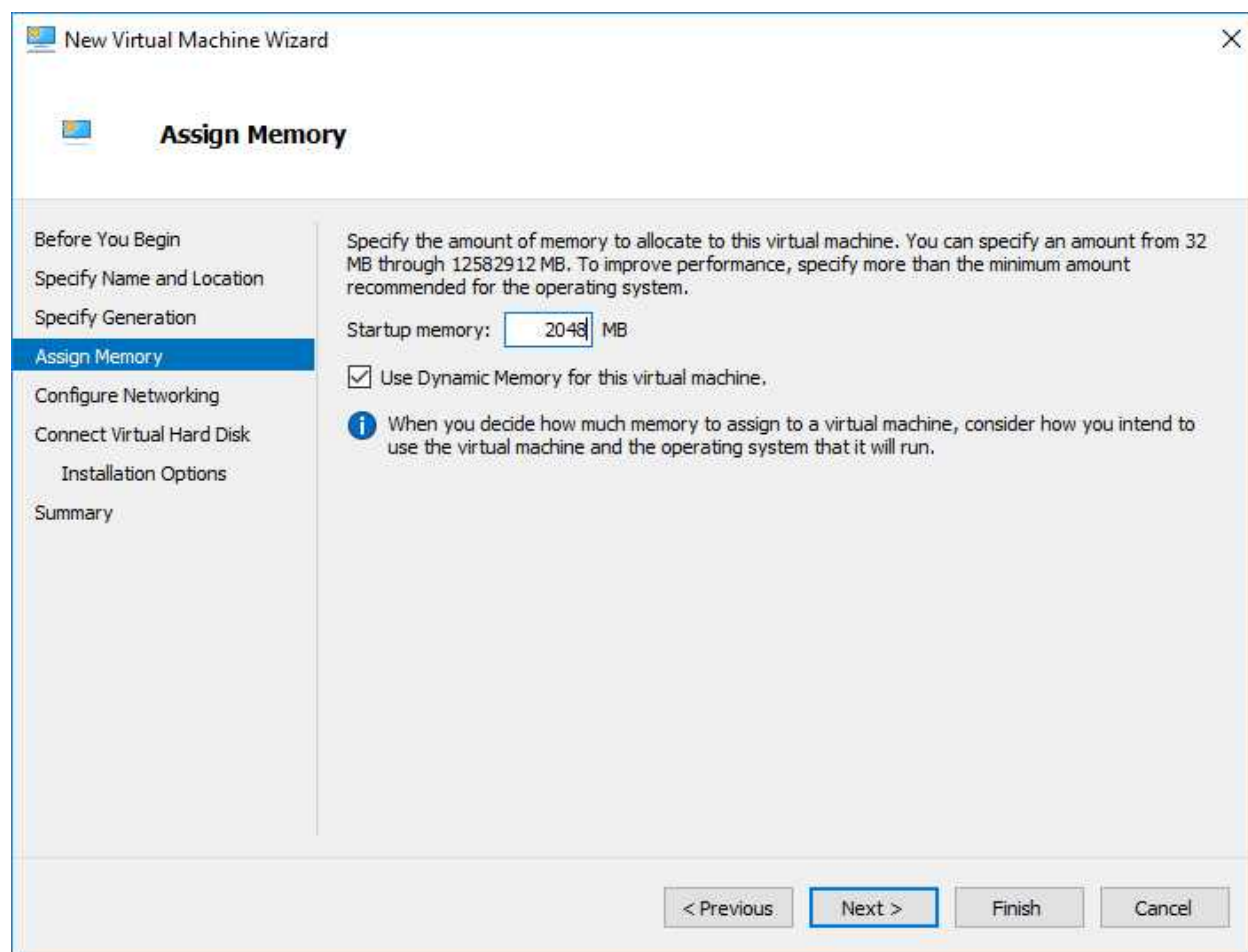 New Virtual Machine Wizard
Assign Memory
Before You Begin
Specify Name and Location
Specify Generation
Assign Memory
Configure Networking
Connect Virtual Hard Disk
Installation Options
Summary
Specify the amount of memory to allocate to this virtual machine. You can specify an amount from 32
MB through 12582912 MB. To improve performance, specify more than the minimum amount
recommended for the operating system.
Startup memory: 2048 MB
Use Dynamic Memory for this virtual machine.
When you decide how much memory to assign to a virtual machine, consider how you intend to
use the virtual machine and the operating system that it will run.
< Previous
Next >
Finish
Cancel